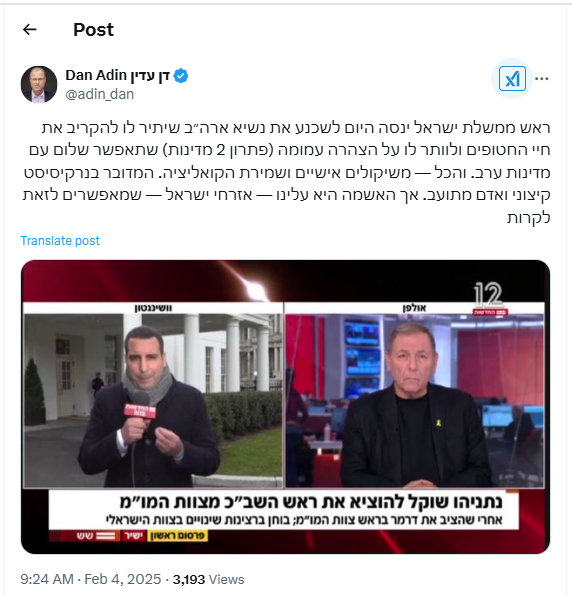 Post
Dan Adin דן עדין
@adin_dan
ראש ממשלת ישראל ינסה היום לשכנע את נשיא ארה״ב שיתיר לו להקריב את
חיי החטופים ולוותר לו על הצהרה עמומה (פתרון 2 מדינות) שתאפשר שלום עם
מדינות ערב. והכל — משיקולים אישיים ושמירת הקואליציה. המדובר בנרקיסיסט
קיצוני ואדם מתועב. אך האשמה היא עלינו — אזרחי ישראל — שמאפשרים לזאת
לקרות
Translate post
12
החדשות
וושינגטון
אולפן
החדשות
נתניהו שוקל להוציא את ראש השב"כ מצוות המו"מ
אחרי שהציב את דרמר בראש צוות המו"מ; בוחן ברצינות שינויים בצוות הישראלי
פרסום ראשון
ישיר
שש
9:24 AM · Feb 4, 2025 · 3,193 Views